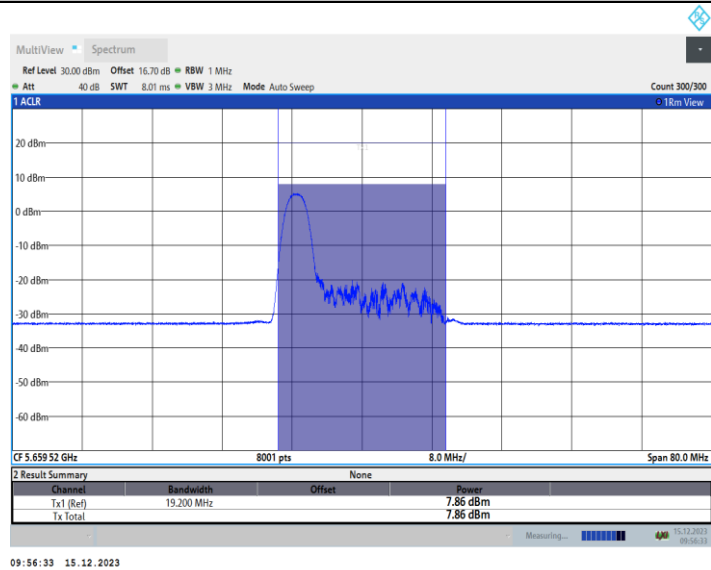 MultiView Spectrum
Ref Level 30.00 dBm Offset 16.70 dB RBW 1 MHz
Att 40 dB SWT 8.01 ms VBW 3 MHz Mode Auto Sweep Count 300/300
1 ACLR 1Rm View
20 dBm
10 dBm
0 dBm
-10 dBm
-20 dBm
-30 dBm
-40 dBm
-50 dBm
-60 dBm
CF 5.659 52 GHz 8001 pts 8.0 MHz/ Span 80.0 MHz
2 Result Summary None
Channel Bandwidth Offset Power
Tx1 (Ref) 19.200 MHz 7.86 dBm
Tx Total 7.86 dBm
Measuring... 15.12.2023
09:56:33
09:56:33 15.12.2023